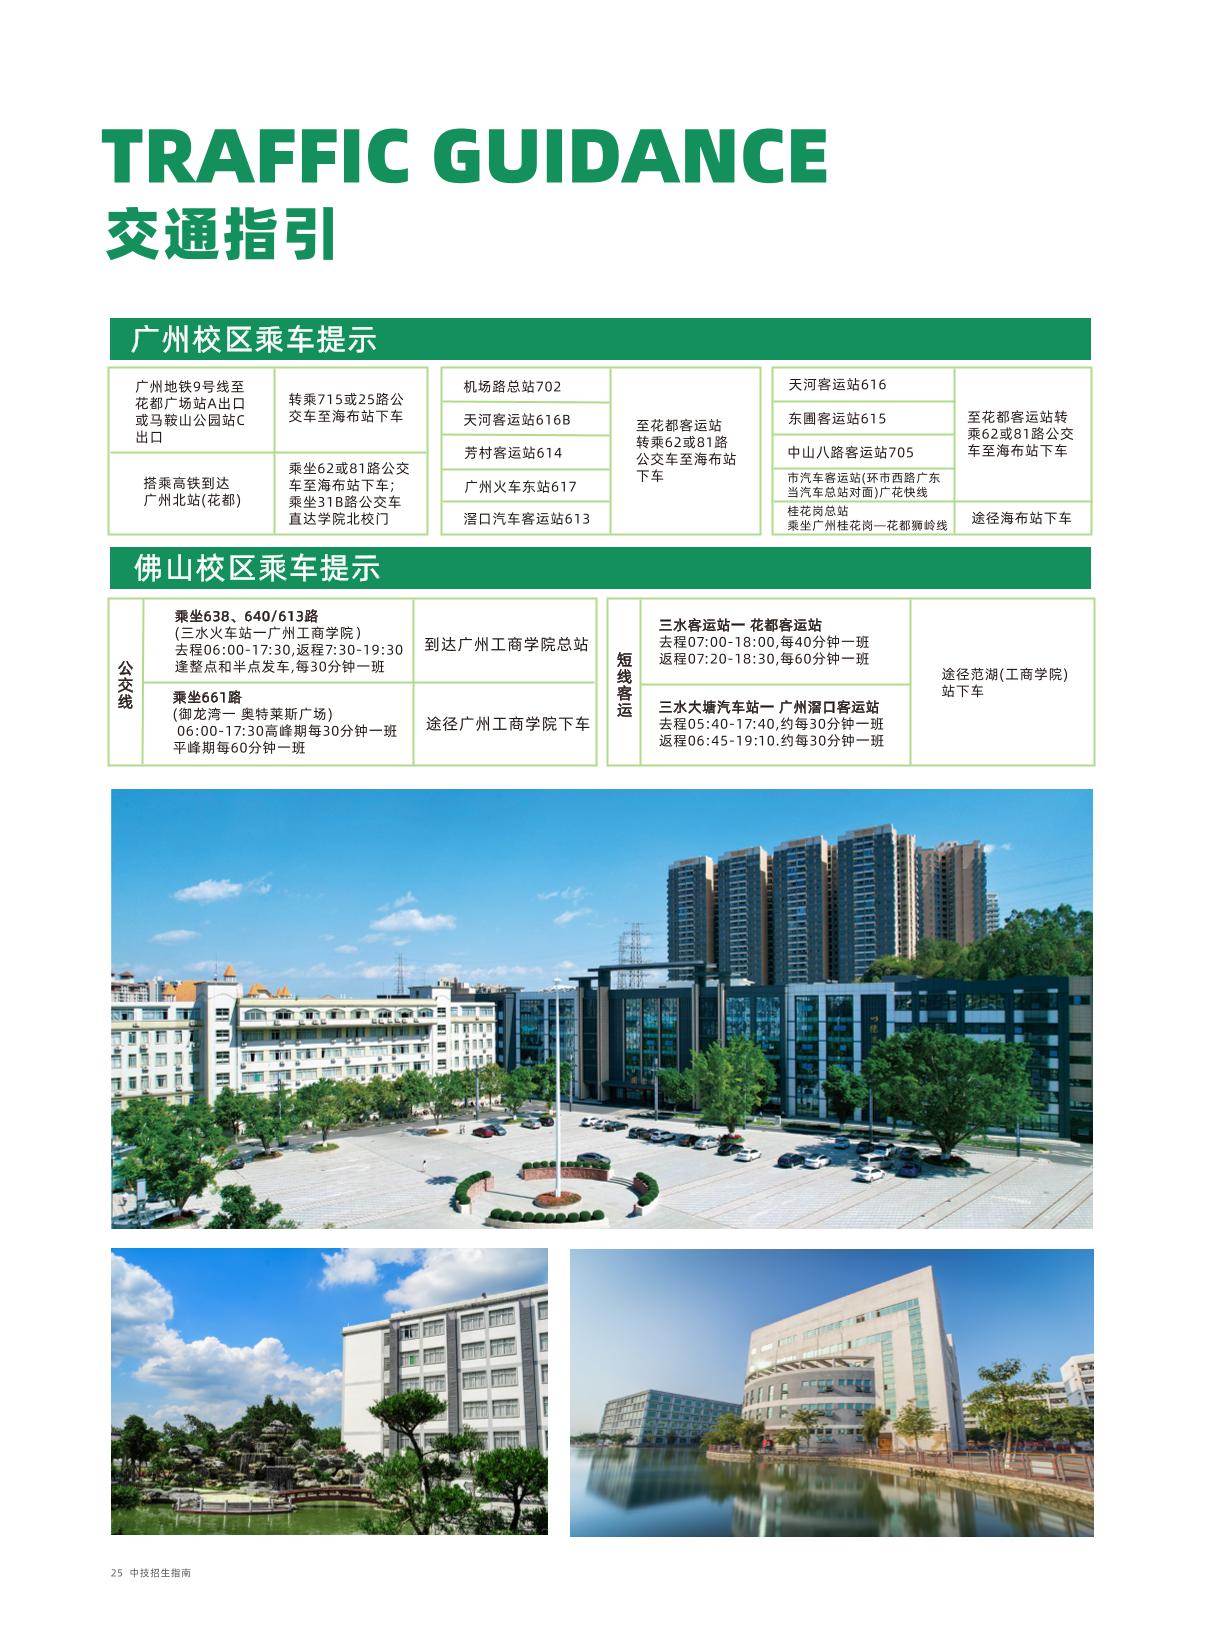 TRAFFIC GUIDANCE
交通指引
广州校区乘车提示
广州地铁9号线至
花都广场站A出口
或马鞍山公园站C
出口
转乘715或25路公
交车至海布站下车
搭乘高铁到达
广州北站(花都)
乘坐62或81路公交
车至海布站下车;
乘坐31B路公交车
直达学院北校门
机场路总站702
天河客运站616B
芳村客运站614
广州火车东站617
滘口汽车客运站613
至花都客运站
转乘62或81路
公交车至海布站
下车
天河客运站616
东圃客运站615
中山八路客运站705
市汽车客运站(环市西路广东
当汽车总站对面)广花快线
至花都客运站转
乘62或81路公交
车至海布站下车
桂花岗总站
乘坐广州桂花岗—花都狮岭线
途径海布站下车
佛山校区乘车提示
公交线
乘坐638、640/613路
(三水火车站一广州工商学院)
去程06:00-17:30,返程7:30-19:30
逢整点和半点发车,每30分钟一班
到达广州工商学院总站
乘坐661路
(御龙湾一 奥特莱斯广场)
06:00-17:30高峰期每30分钟一班
平峰期每60分钟一班
途径广州工商学院下车
短线客运
三水客运站一 花都客运站
去程07:00-18:00,每40分钟一班
返程07:20-18:30,每60分钟一班
三水大塘汽车站一 广州滘口客运站
去程05:40-17:40,约每30分钟一班
返程06:45-19:10.约每30分钟一班
途径范湖(工商学院)
站下车
25 中技招生指南